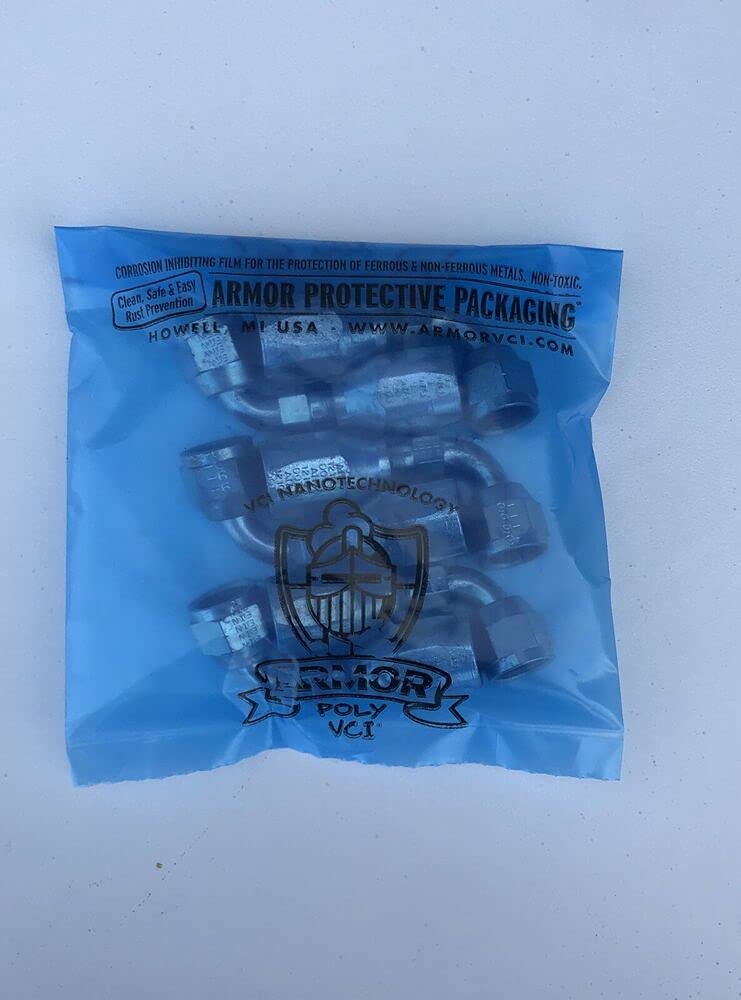 CORROSION INHIBITING FILM FOR THE PROTECTION OF FERROUS & NON-FERROUS METALS. NON-TOXIC.
Clean, Safe & Easy
Rust Prevention
ARMOR PROTECTIVE PACKAGING
HOWELL, MI USA - WWW.ARMORVCI.COM
VCI NANOTECHNOLOGY
ARMOR
POLY
VCI®